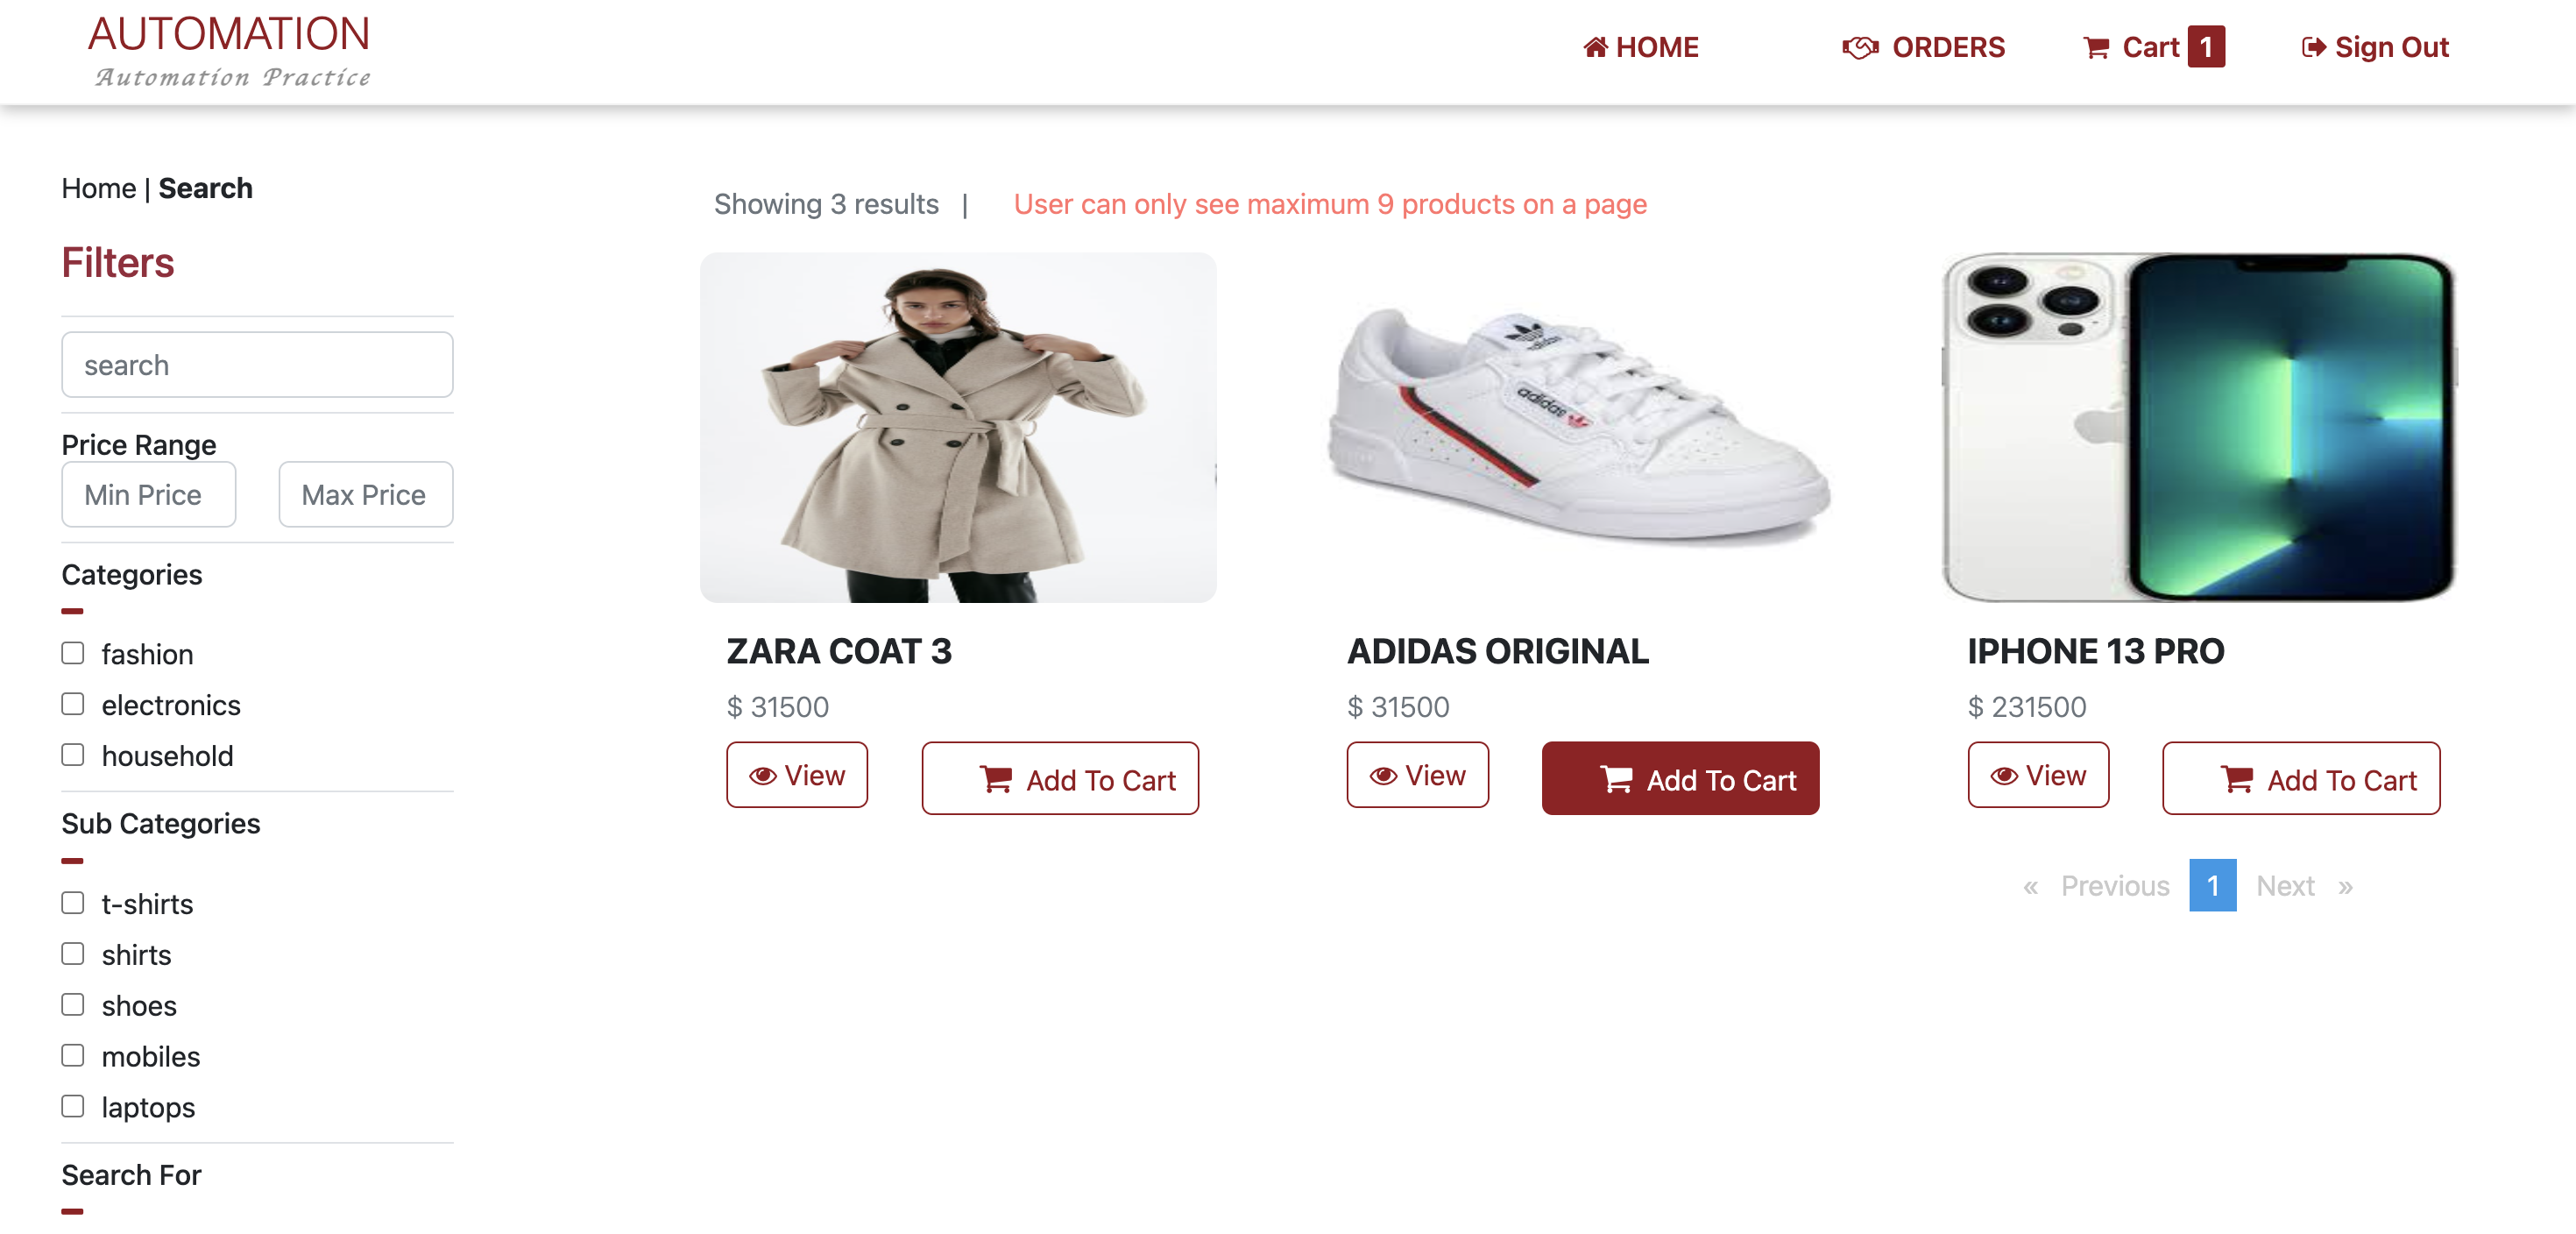 AUTOMATION
Automation Practice
HOME
ORDERS
Cart 1
Sign Out
Home | Search
Showing 3 results |
User can only see maximum 9 products on a page
Filters
search
Price Range
Min Price
Max Price
Categories
fashion
electronics
household
Sub Categories
t-shirts
shirts
shoes
mobiles
laptops
Search For
adidas
adidas
ZARA COAT 3
$ 31500
View
Add To Cart
ADIDAS ORIGINAL
$ 31500
View
Add To Cart
IPHONE 13 PRO
$ 231500
View
Add To Cart
« Previous 1 Next »